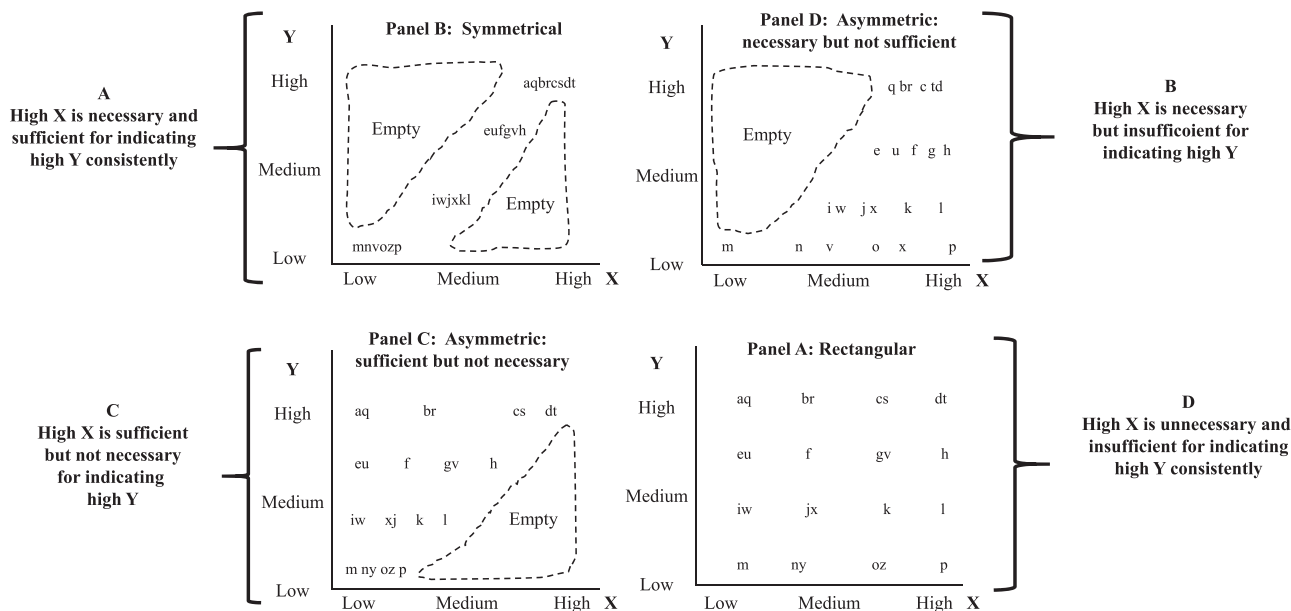 A
High X is necessary and
sufficient for indicating
high Y consistently
Panel B: Symmetrical
Y
High
Medium
Low
Empty
aqbrcsdt
eufgvh
iwjxkl
Empty
mnvozp
Low Medium High X
Panel D: Asymmetric:
necessary but not sufficient
Y
High
Medium
Low
Empty
q br c td
e u f g h
i w j x k l
m n v o x p
Low Medium High X
B
High X is necessary
but insufficoient for
indicating high Y
C
High X is sufficient
but not necessary
for indicating
high Y
Panel C: Asymmetric:
sufficient but not necessary
Y
High
Medium
Low
aq br cs dt
eu f gv h
iw xj k l
Empty
m ny oz p
Low Medium High X
Panel A: Rectangular
Y
High
Medium
Low
aq br cs dt
eu f gv h
iw jx k l
m ny oz p
Low Medium High X
D
High X is unnecessary and
insufficient for indicating
high Y consistently